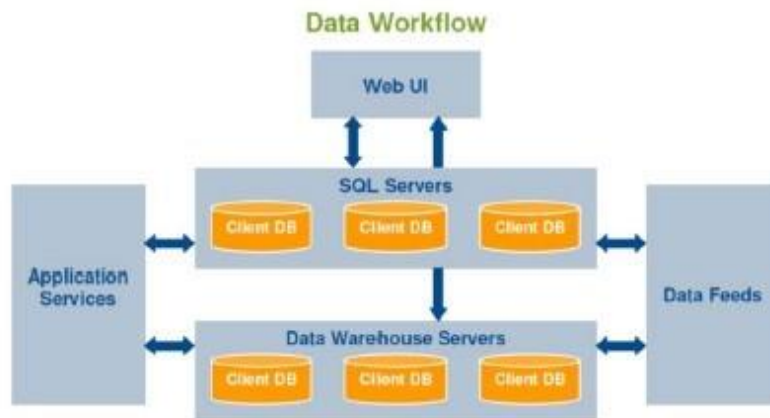 Data Workflow
Web UI
SQL Servers
Client DB Client DB Client DB
Application
Services
Data Feeds
Data Warehouse Servers
Client DB Client DB Client DB